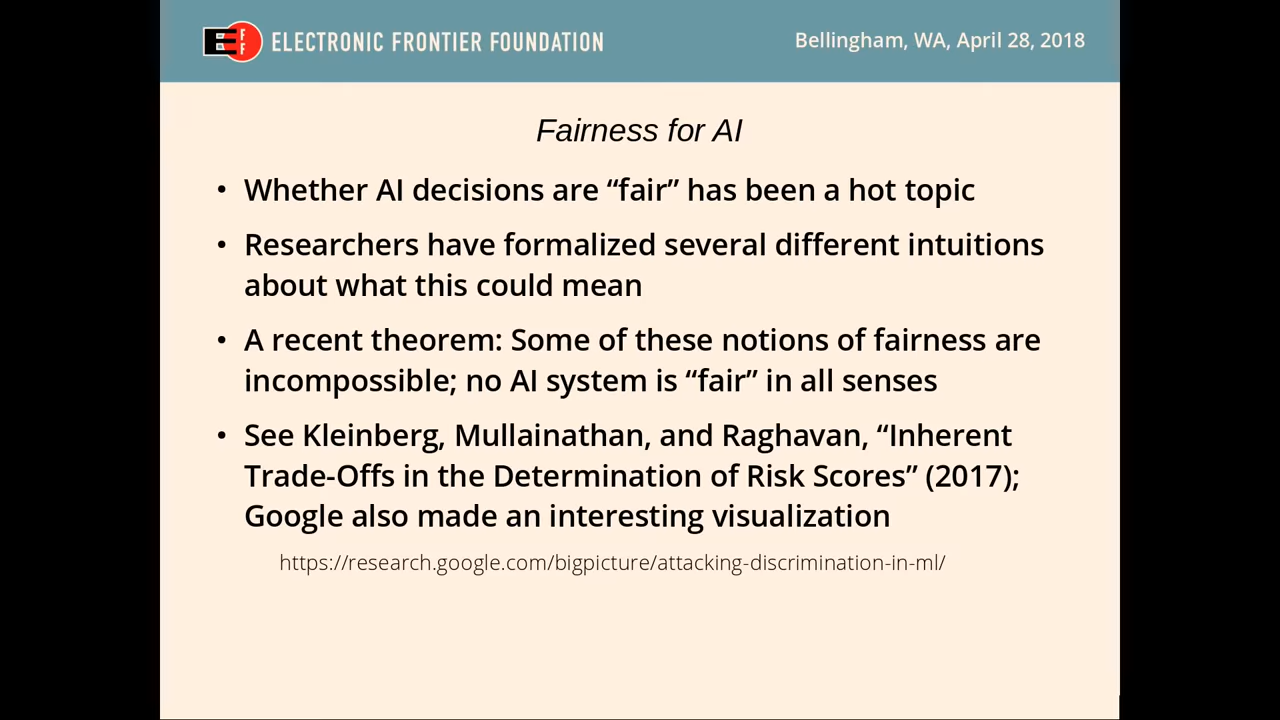 EFF ELECTRONIC FRONTIER FOUNDATION
Bellingham, WA, April 28, 2018
Fairness for AI
• Whether AI decisions are “fair” has been a hot topic
• Researchers have formalized several different intuitions
about what this could mean
• A recent theorem: Some of these notions of fairness are
incompossible; no AI system is “fair” in all senses
• See Kleinberg, Mullainathan, and Raghavan, “Inherent
Trade-Offs in the Determination of Risk Scores” (2017);
Google also made an interesting visualization
https://research.google.com/bigpicture/attacking-discrimination-in-ml/